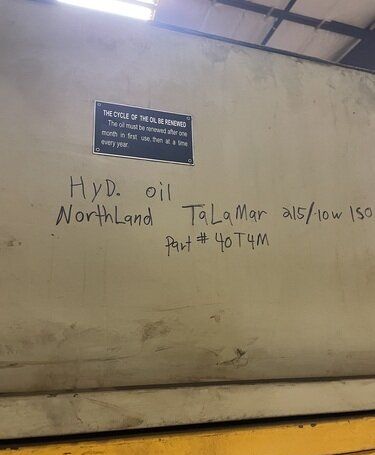 THE CYCLE OF THE OIL BE RENEWED
The oil must be renewed after one
month in first use, then at a time
every year.
HyD. oil
NorthLand TaLaMar 215/10w ISO
Part # 40T4M